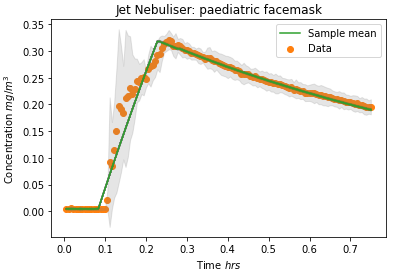 Jet Nebuliser: paediatric facemask
Sample mean
Data
Concentration mg/m³
0.35
0.30
0.25
0.20
0.15
0.10
0.05
0.00
0.0 0.1 0.2 0.3 0.4 0.5 0.6 0.7
Time hrs